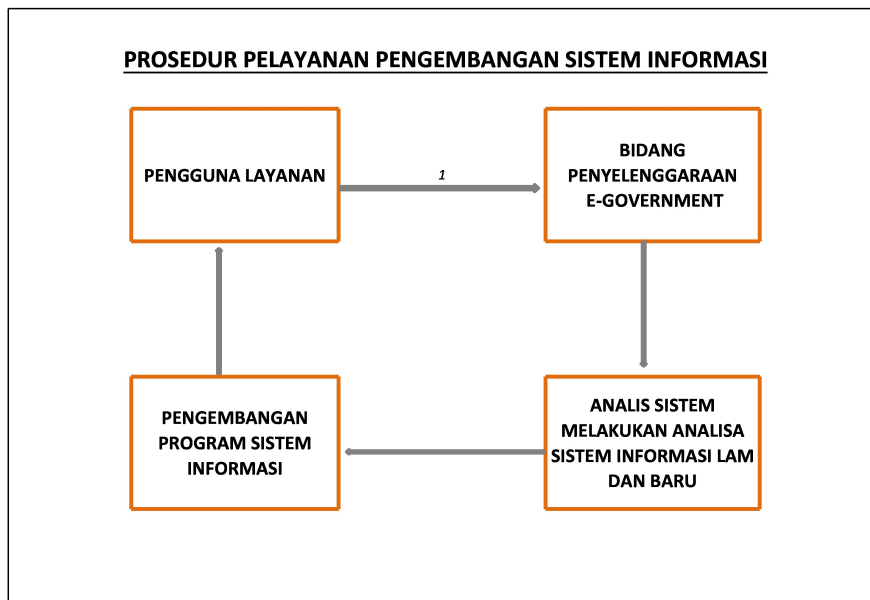 PROSEDUR PELAYANAN PENGEMBANGAN SISTEM INFORMASI
PENGGUNA LAYANAN
1
BIDANG
PENYELENGGARAAN
E-GOVERNMENT
PENGEMBANGAN
PROGRAM SISTEM
INFORMASI
ANALIS SISTEM
MELAKUKAN ANALISA
SISTEM INFORMASI LAM
DAN BARU